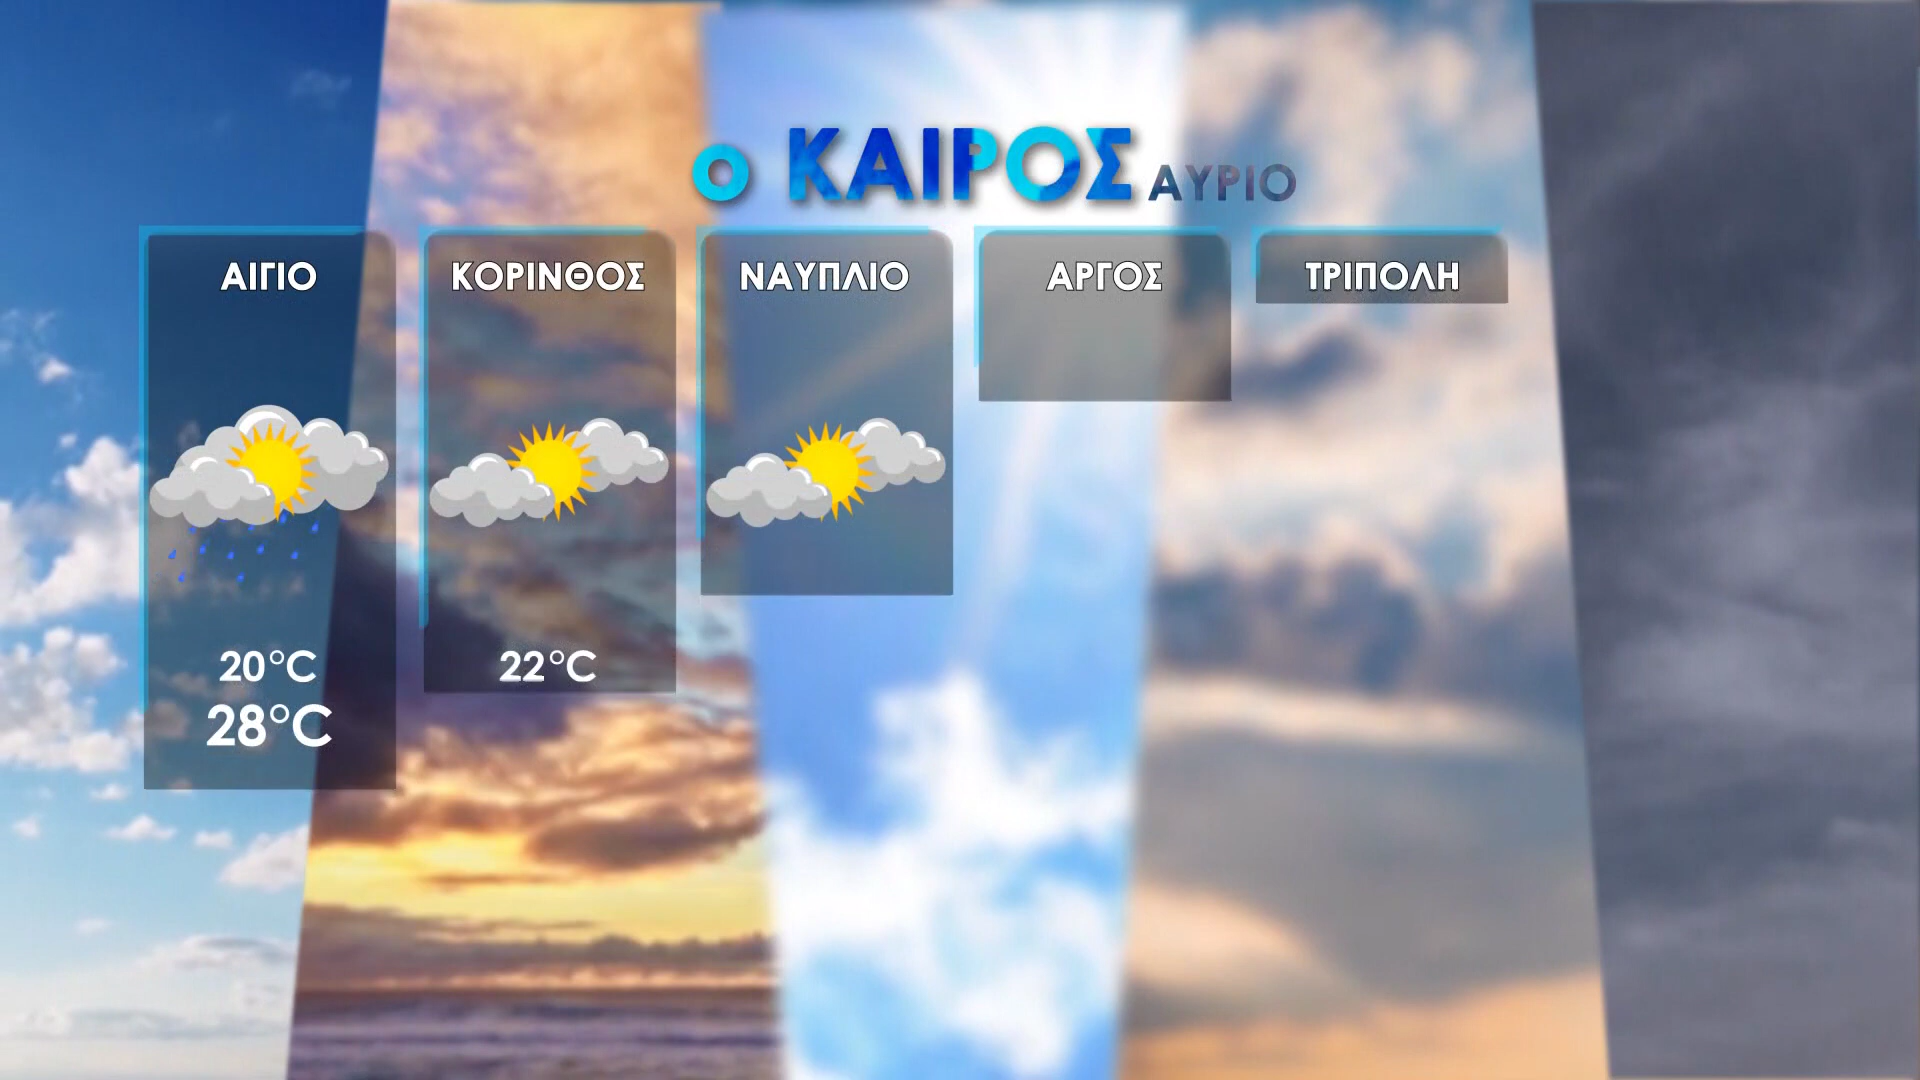 ο ΚΑΙΡΟΣ ΑΥΡΙΟ
ΑΙΓΙΟ
20°C
28°C
ΚΟΡΙΝΘΟΣ
22°C
ΝΑΥΠΛΙΟ
ΑΡΓΟΣ
ΤΡΙΠΟΛΗ